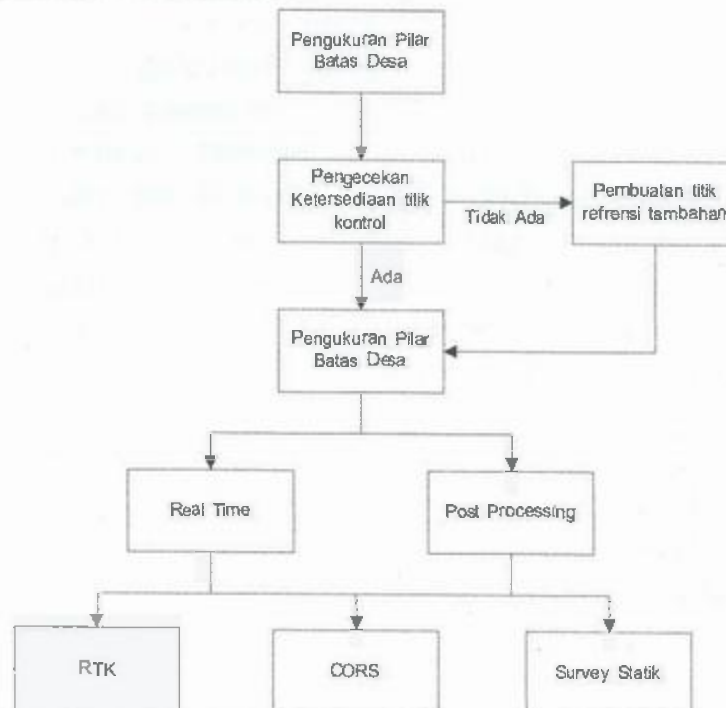 Pengukuran Pilar
Batas Desa
Pengecekan
Ketersediaan titik
kontrol
Tidak Ada
Pembuatan titik
refrensi tambahan
Ada
Pengukuran Pilar
Batas Desa
Real Time
Post Processing
RTK
CORS
Survey Statik